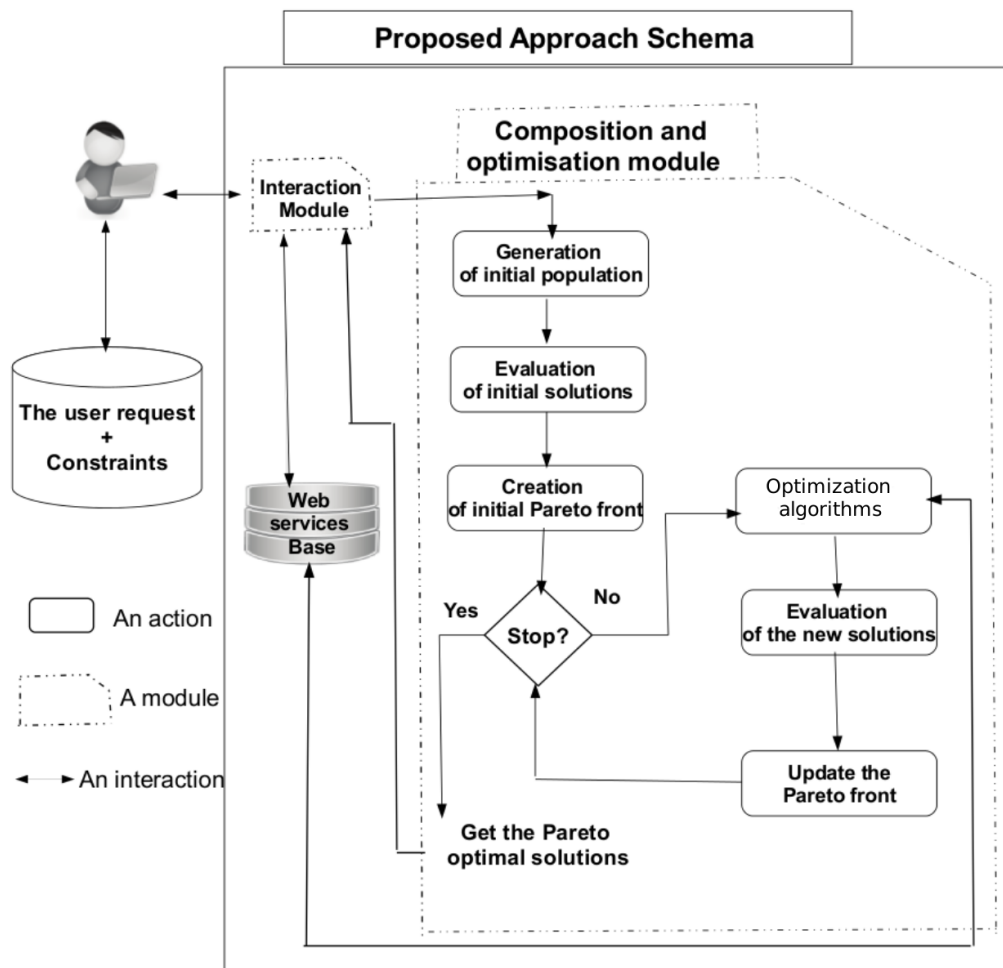 Proposed Approach Schema
Composition and
optimisation module
Interaction
Module
Generation
of initial population
Evaluation
of initial solutions
The user request
+
Constraints
Creation
of initial Pareto front
Optimization
algorithms
Web
services
Base
Yes
No
Stop?
An action
Evaluation
of the new solutions
A module
An interaction
Update the
Pareto front
Get the Pareto
optimal solutions